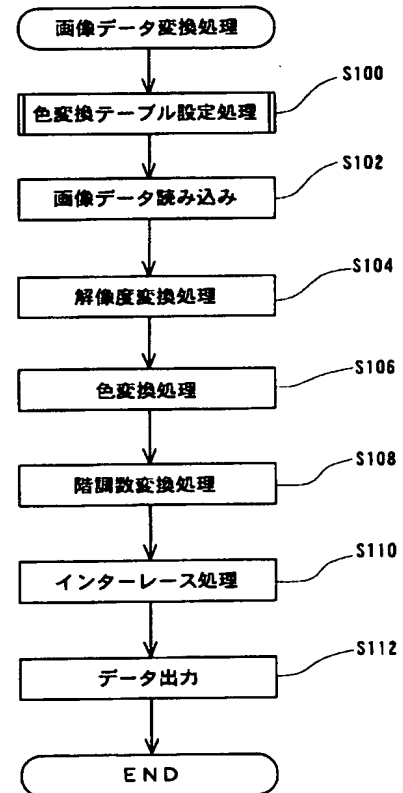 画像データ変換処理
S100
色変換テーブル設定処理
S102
画像データ読み込み
S104
解像度変換処理
S106
色変換処理
S108
階調数変換処理
S110
インターレース処理
S112
データ出力
END